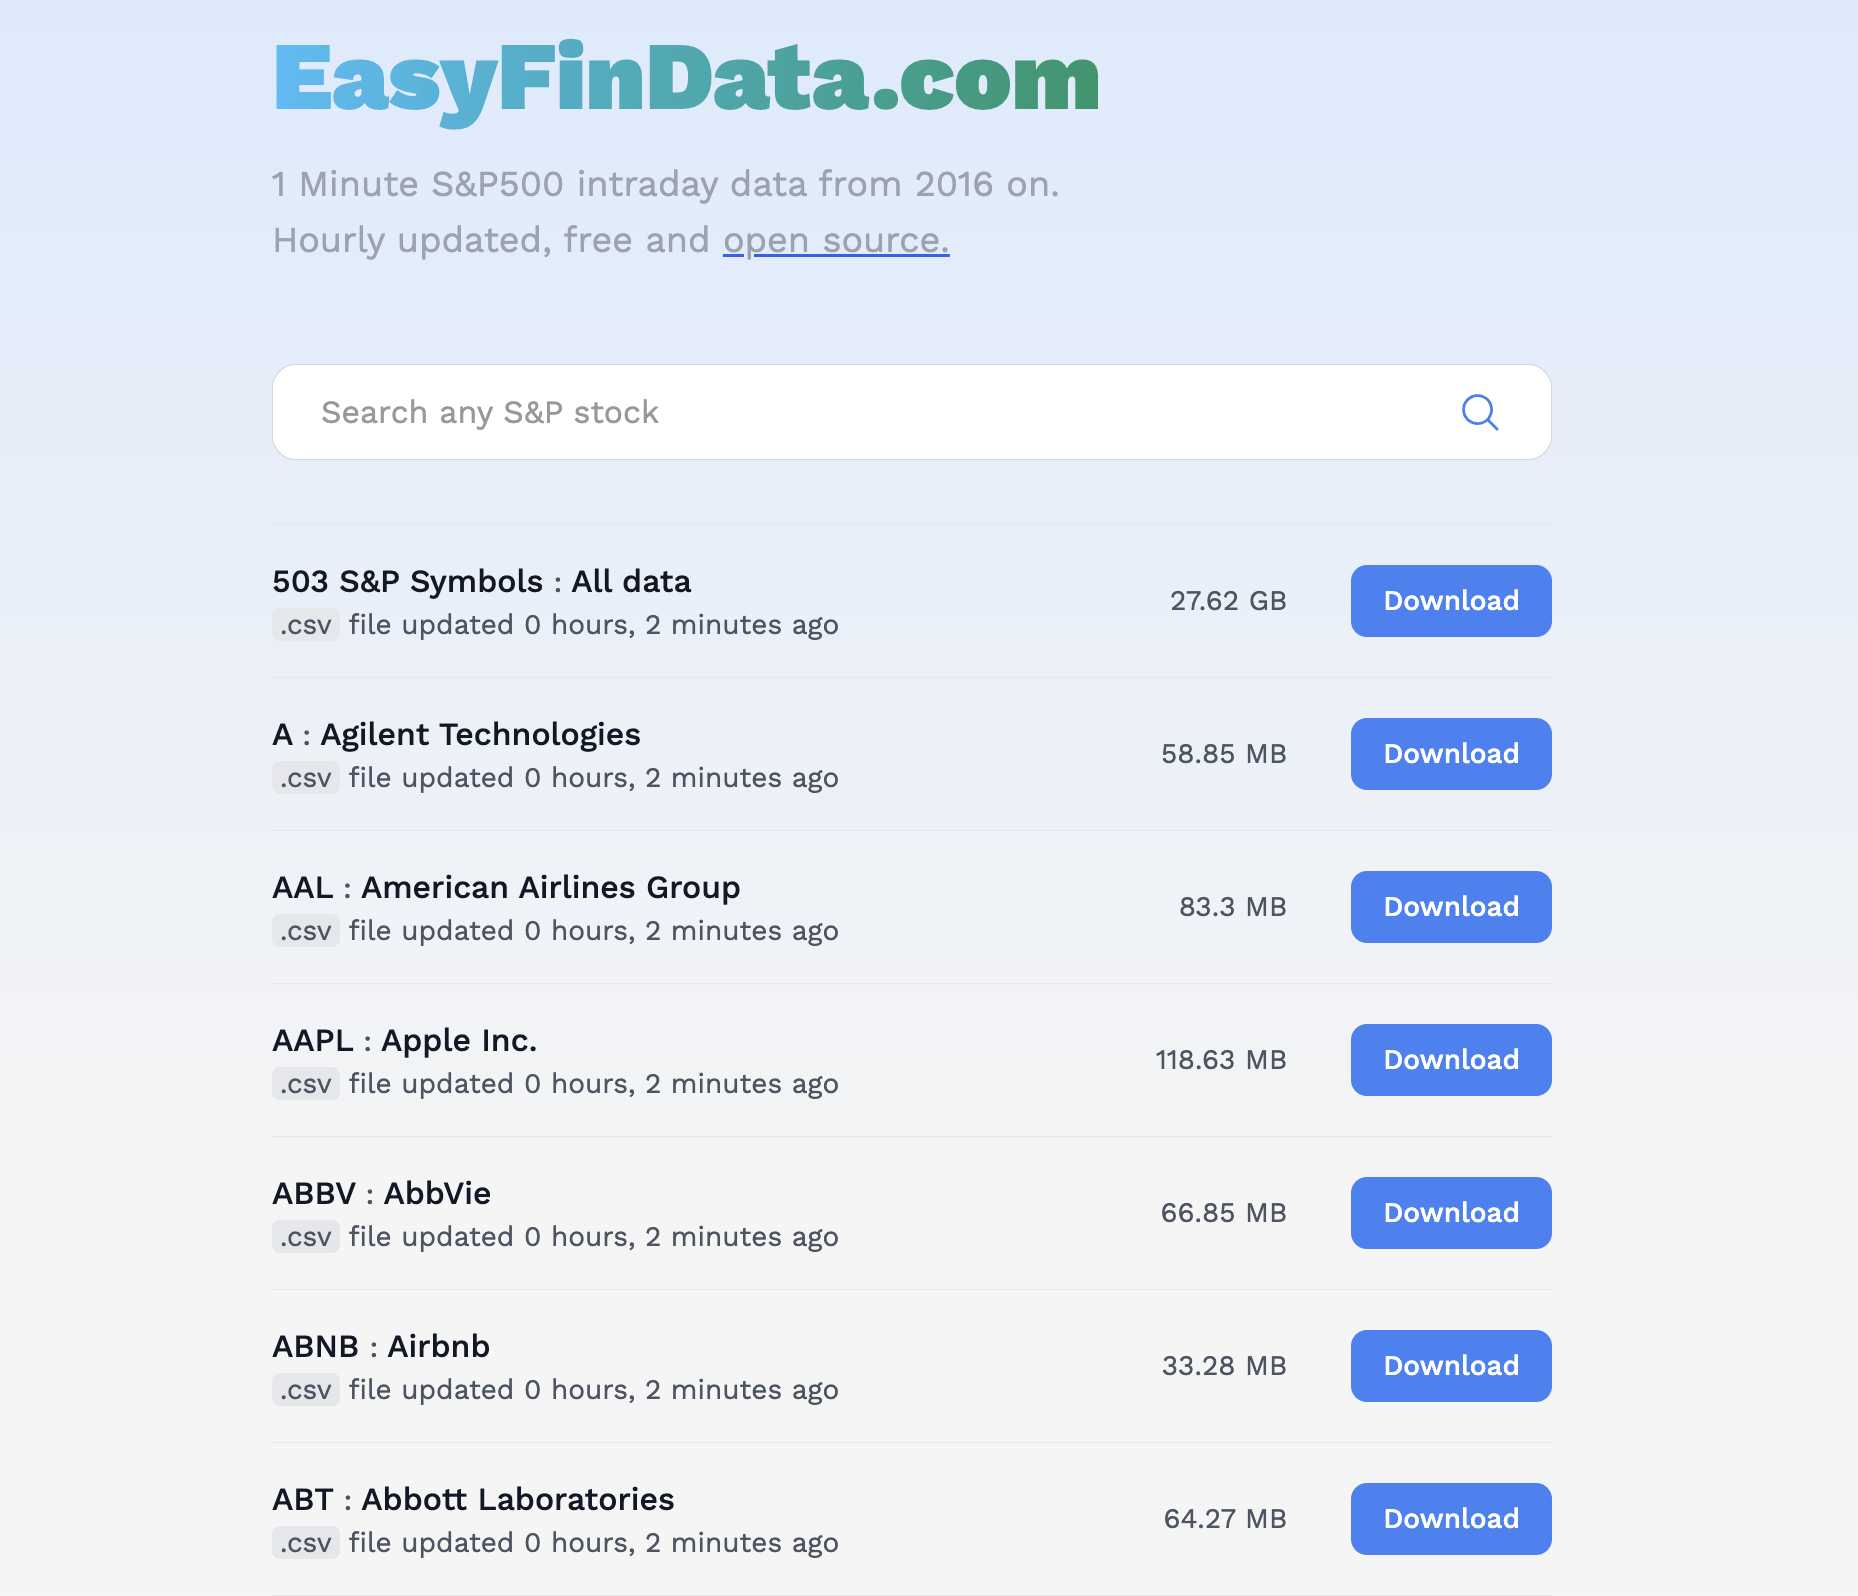 EasyFinData.com
1 Minute S&P500 intraday data from 2016 on.
Hourly updated, free and open source.
Search any S&P stock
503 S&P Symbols : All data
.csv file updated 0 hours, 2 minutes ago
27.62 GB
Download
A : Agilent Technologies
.csv file updated 0 hours, 2 minutes ago
58.85 MB
Download
AAL : American Airlines Group
.csv file updated 0 hours, 2 minutes ago
83.3 MB
Download
AAPL : Apple Inc.
.csv file updated 0 hours, 2 minutes ago
118.63 MB
Download
ABBV : AbbVie
.csv file updated 0 hours, 2 minutes ago
66.85 MB
Download
ABNB : Airbnb
.csv file updated 0 hours, 2 minutes ago
33.28 MB
Download
ABT : Abbott Laboratories
.csv file updated 0 hours, 2 minutes ago
64.27 MB
Download